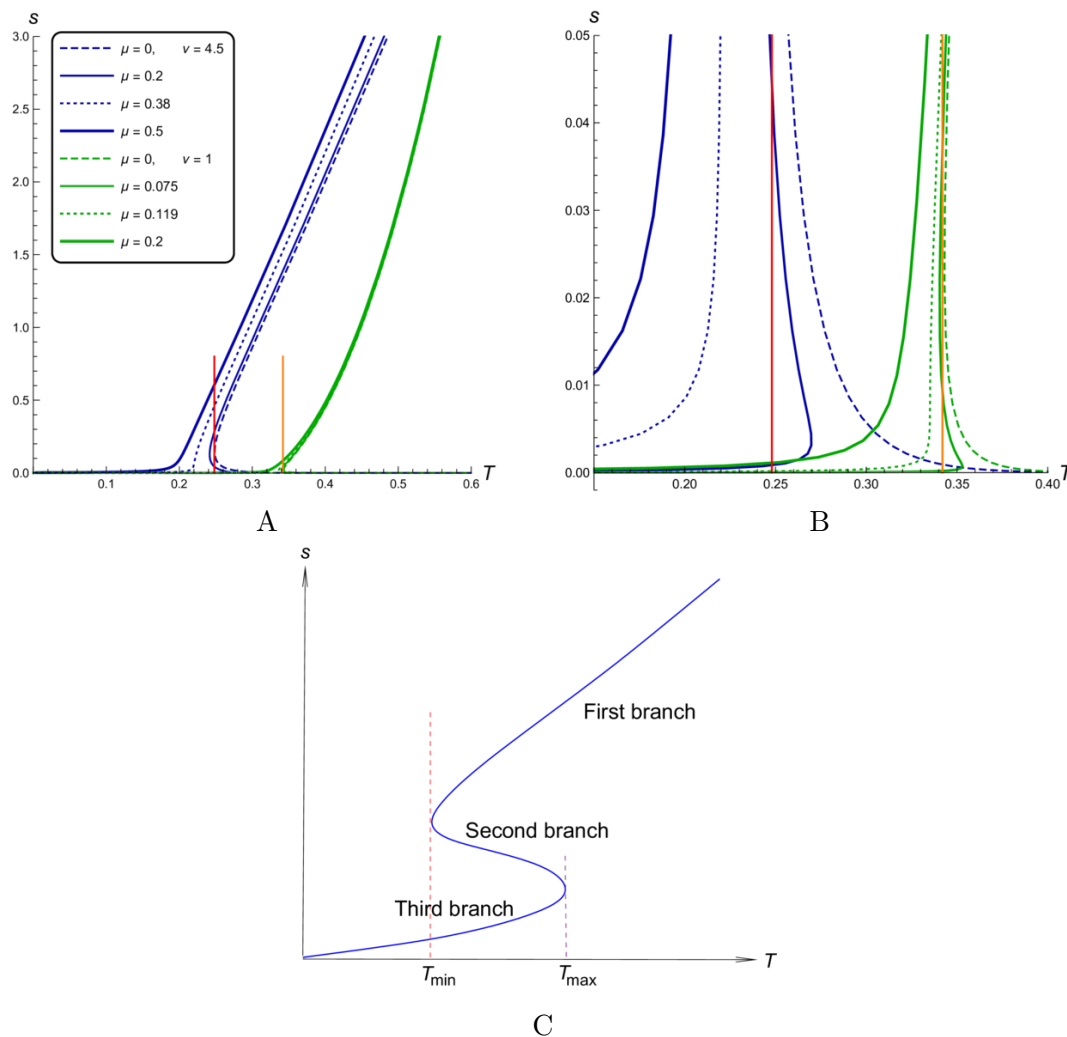 s
μ = 0, ν = 4.5
μ = 0.2
μ = 0.38
μ = 0.5
μ = 0, ν = 1
μ = 0.075
μ = 0.119
μ = 0.2
3.0
2.5
2.0
1.5
1.0
0.5
0.0
0.1 0.2 0.3 0.4 0.5 0.6
T
A
s
0.05
0.04
0.03
0.02
0.01
0.00
0.20 0.25 0.30 0.35 0.40
T
B
s
First branch
Second branch
Third branch
T
Tmin Tmax
C